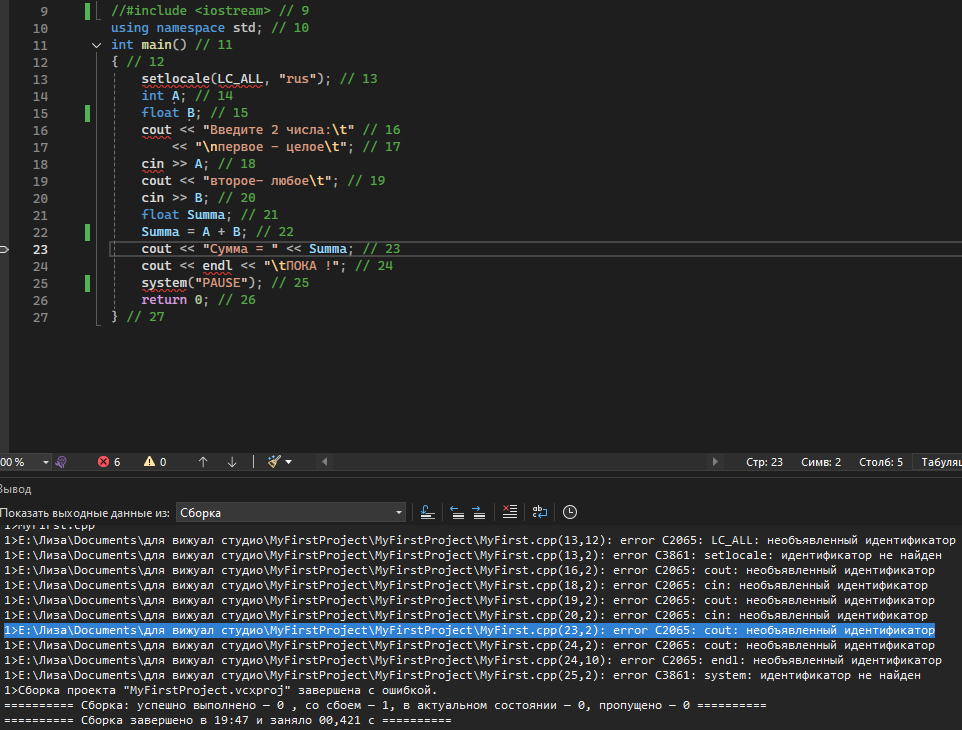 9 //#include <iostream> // 9
10 using namespace std; // 10
11 int main() // 11
12 { // 12
13 setlocale(LC_ALL, "rus"); // 13
14 int A; // 14
15 float B; // 15
16 cout << "Введите 2 числа:\t" // 16
17 << "\nпервое - целое\t"; // 17
18 cin >> A; // 18
19 cout << "второе- любое\t"; // 19
20 cin >> B; // 20
21 float Summa; // 21
22 Summa = A + B; // 22
23 cout << "Сумма = " << Summa; // 23
24 cout << endl << "\tПОКА !"; // 24
25 system("PAUSE"); // 25
26 return 0; // 26
27 } // 27
00 % 6 0 Стр: 23 Симв: 2 Столб: 5 Табуляц
Вывод
Показать выходные данные из: Сборка
1>MyFirst.cpp
1>E:\Лиза\Documents\для вижуал студио\MyFirstProject\MyFirstProject\MyFirst.cpp(13,12): error C2065: LC_ALL: необъявленный идентификатор
1>E:\Лиза\Documents\для вижуал студио\MyFirstProject\MyFirstProject\MyFirst.cpp(13,2): error C3861: setlocale: идентификатор не найден
1>E:\Лиза\Documents\для вижуал студио\MyFirstProject\MyFirstProject\MyFirst.cpp(16,2): error C2065: cout: необъявленный идентификатор
1>E:\Лиза\Documents\для вижуал студио\MyFirstProject\MyFirstProject\MyFirst.cpp(18,2): error C2065: cin: необъявленный идентификатор
1>E:\Лиза\Documents\для вижуал студио\MyFirstProject\MyFirstProject\MyFirst.cpp(19,2): error C2065: cout: необъявленный идентификатор
1>E:\Лиза\Documents\для вижуал студио\MyFirstProject\MyFirstProject\MyFirst.cpp(20,2): error C2065: cin: необъявленный идентификатор
1>E:\Лиза\Documents\для вижуал студио\MyFirstProject\MyFirstProject\MyFirst.cpp(23,2): error C2065: cout: необъявленный идентификатор
1>E:\Лиза\Documents\для вижуал студио\MyFirstProject\MyFirstProject\MyFirst.cpp(24,2): error C2065: cout: необъявленный идентификатор
1>E:\Лиза\Documents\для вижуал студио\MyFirstProject\MyFirstProject\MyFirst.cpp(24,10): error C2065: endl: необъявленный идентификатор
1>E:\Лиза\Documents\для вижуал студио\MyFirstProject\MyFirstProject\MyFirst.cpp(25,2): error C3861: system: идентификатор не найден
1>Сборка проекта "MyFirstProject.vcxproj" завершена с ошибкой.
========== Сборка: успешно выполнено — 0 , со сбоем — 1, в актуальном состоянии — 0, пропущено — 0 ==========
========== Сборка завершено в 19:47 и заняло 00,421 с ==========